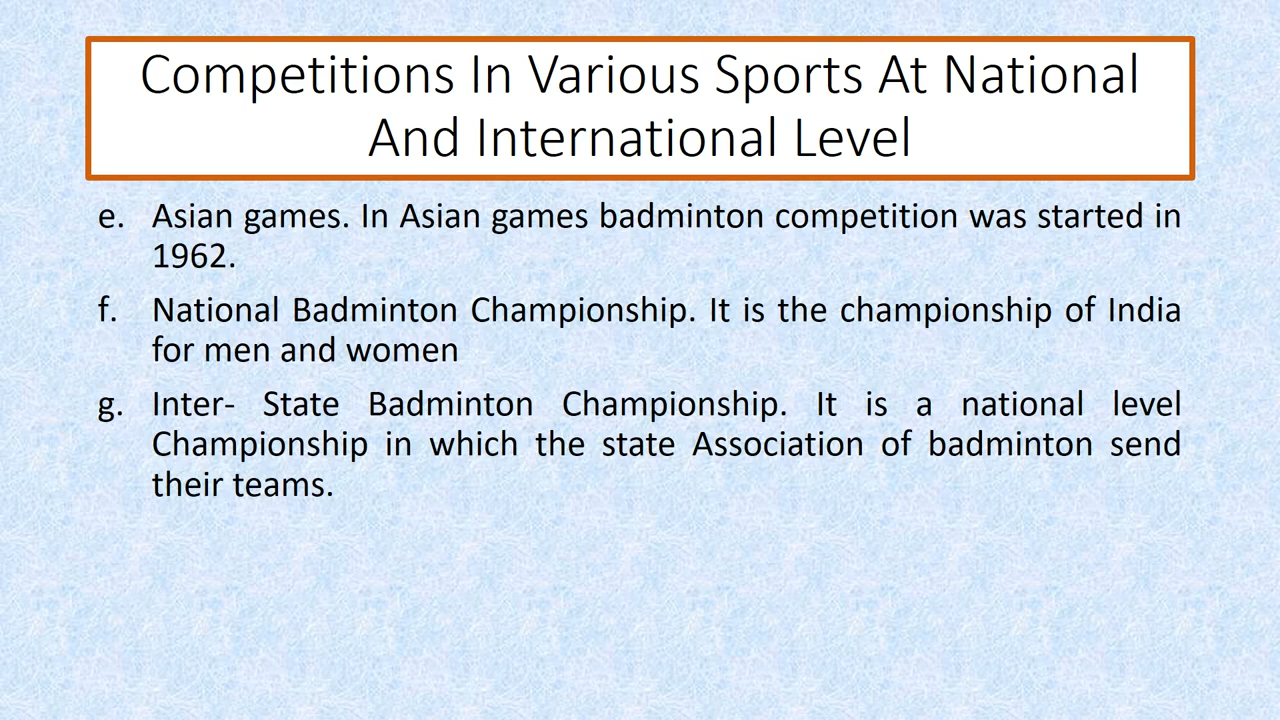 Competitions In Various Sports At National
And International Level
e. Asian games. In Asian games badminton competition was started in
1962.
f. National Badminton Championship. It is the championship of India
for men and women
g. Inter- State Badminton Championship. It is a national level
Championship in which the state Association of badminton send
their teams.